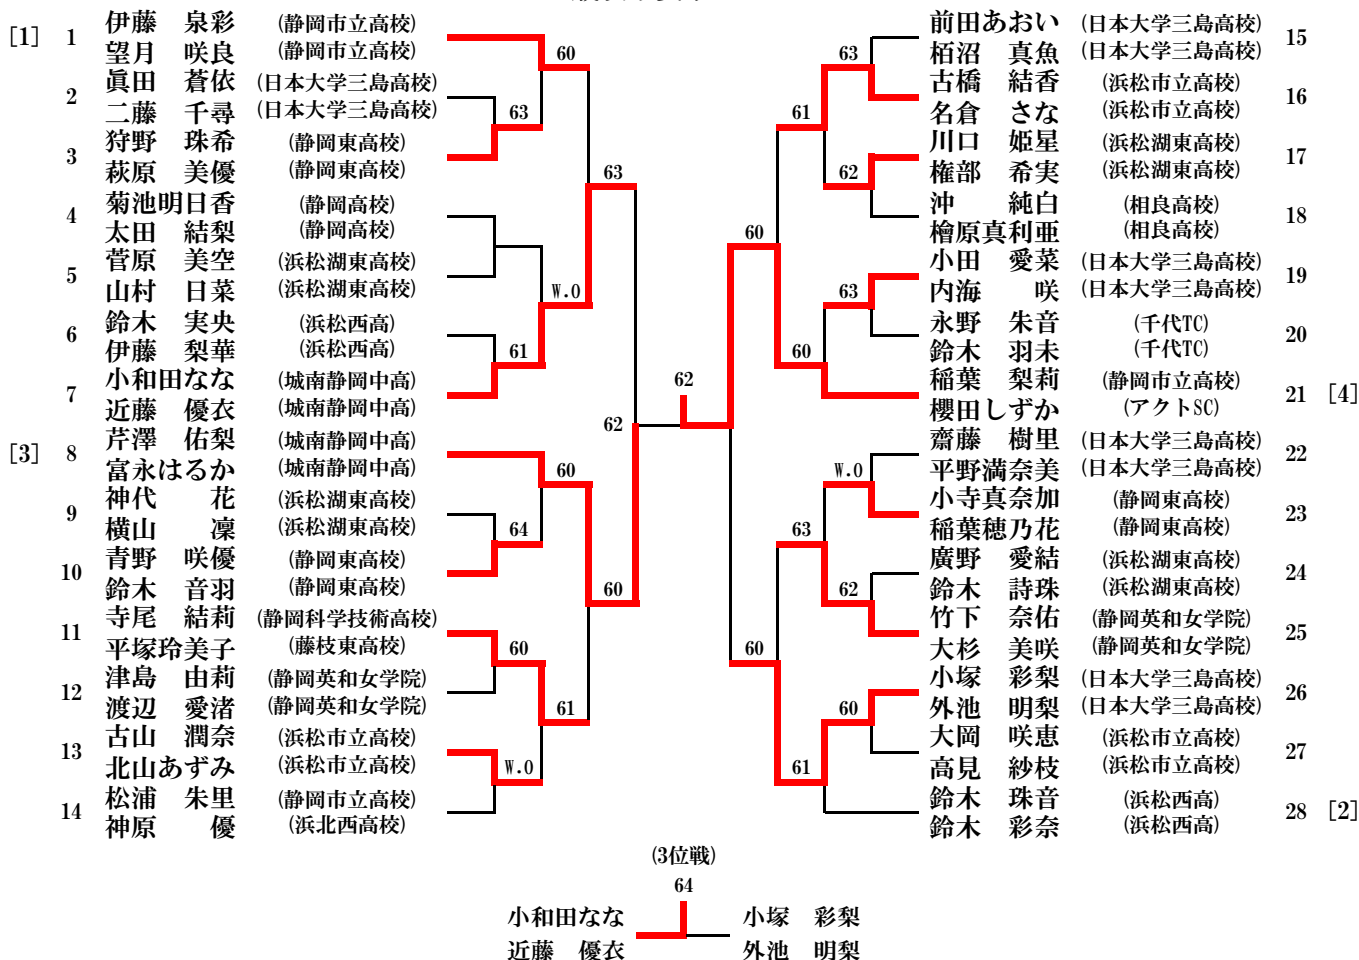 伊藤　泉彩 (静岡市立高校)
[1] 1
望月　咲良 (静岡市立高校)
眞田　蒼依 (日本大学三島高校)
2
二藤　千尋 (日本大学三島高校)
狩野　珠希 (静岡東高校)
3
萩原　美優 (静岡東高校)
菊池明日香 (静岡高校)
4
太田　結梨 (静岡高校)
菅原　美空 (浜松湖東高校)
5
山村　日菜 (浜松湖東高校)
鈴木　実央 (浜松西高)
6
伊藤　梨華 (浜松西高)
小和田なな (城南静岡中高)
7
近藤　優衣 (城南静岡中高)
芹澤　佑梨 (城南静岡中高)
[3] 8
富永はるか (城南静岡中高)
神代　　花 (浜松湖東高校)
9
横山　　凜 (浜松湖東高校)
青野　咲優 (静岡東高校)
10
鈴木　音羽 (静岡東高校)
寺尾　結莉 (静岡科学技術高校)
11
平塚玲美子 (藤枝東高校)
津島　由莉 (静岡英和女学院)
12
渡辺　愛渚 (静岡英和女学院)
古山　潤奈 (浜松市立高校)
13
北山あずみ (浜松市立高校)
松浦　朱里 (静岡市立高校)
14
神原　　優 (浜北西高校)
60
63
63
W.0
61
62
60
64
60
60
61
W.0
62
前田あおい (日本大学三島高校)
15
栢沼　真魚 (日本大学三島高校)
古橋　結香 (浜松市立高校)
16
名倉　さな (浜松市立高校)
川口　姫星 (浜松湖東高校)
17
権部　希実 (浜松湖東高校)
沖　　純白 (相良高校)
18
檜原真利亜 (相良高校)
小田　愛菜 (日本大学三島高校)
19
内海　　咲 (日本大学三島高校)
永野　朱音 (千代TC)
20
鈴木　羽未 (千代TC)
稲葉　梨莉 (静岡市立高校)
21 [4]
櫻田しずか (アクトSC)
齋藤　樹里 (日本大学三島高校)
22
平野満奈美 (日本大学三島高校)
小寺真奈加 (静岡東高校)
23
稲葉穂乃花 (静岡東高校)
廣野　愛結 (浜松湖東高校)
24
鈴木　詩珠 (浜松湖東高校)
竹下　奈佑 (静岡英和女学院)
25
大杉　美咲 (静岡英和女学院)
小塚　彩梨 (日本大学三島高校)
26
外池　明梨 (日本大学三島高校)
大岡　咲恵 (浜松市立高校)
27
高見　紗枝 (浜松市立高校)
鈴木　珠音 (浜松西高)
28 [2]
鈴木　彩奈 (浜松西高)
63
61
62
60
63
60
W.0
63
62
60
60
61
(3位戦)
64
小和田なな　小塚　彩梨
近藤　優衣　外池　明梨